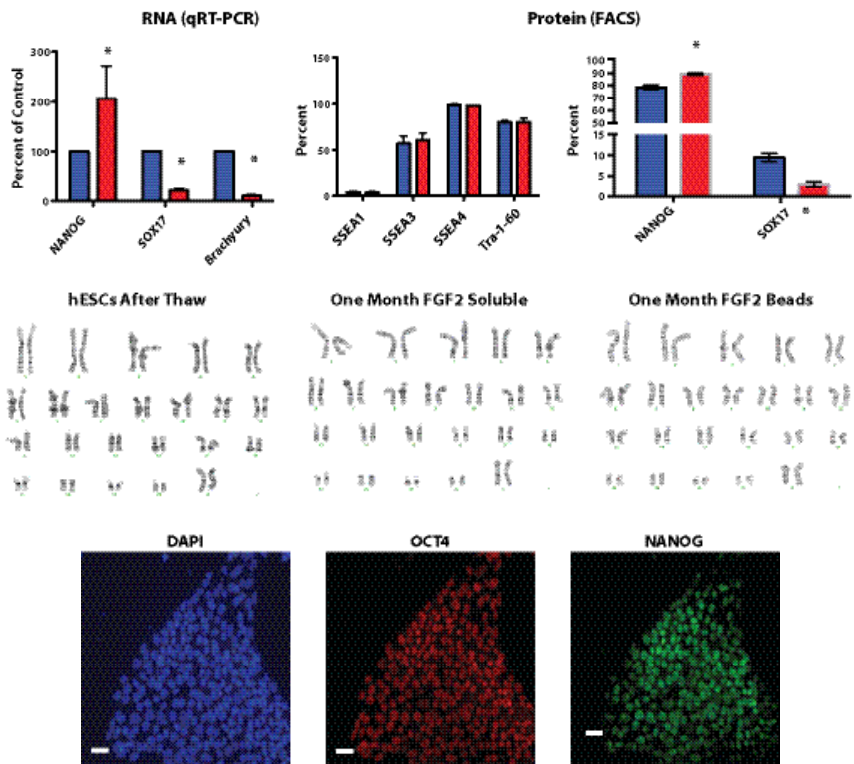 RNA (qRT-PCR)
Protein (FACS)
Percent of Control
300
200
100
0
NANOG
SOX17
Brachyury
*
*
*
Percent
150
100
50
0
SSEA1
SSEA3
SSEA4
Tra-1-60
Percent
100
90
80
70
60
50
15
10
5
0
NANOG
SOX17
*
*
hESCs After Thaw
One Month FGF2 Soluble
One Month FGF2 Beads
DAPI
OCT4
NANOG